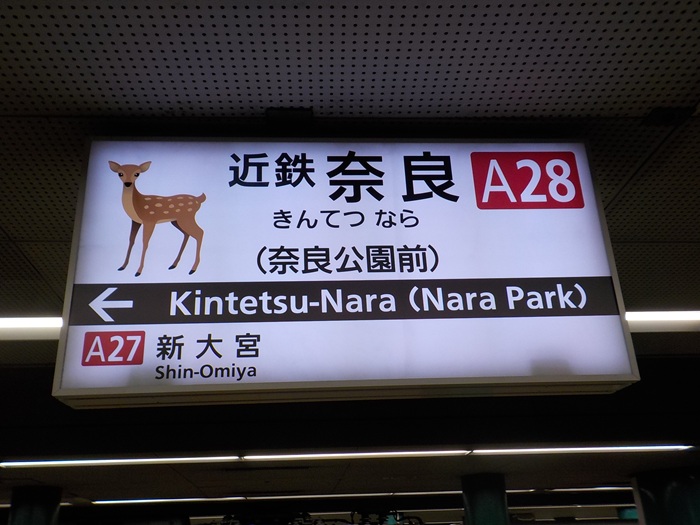 近鉄奈良 A28
きんてつ なら
(奈良公園前)
← Kintetsu-Nara (Nara Park)
A27 新大宮
Shin-Omiya